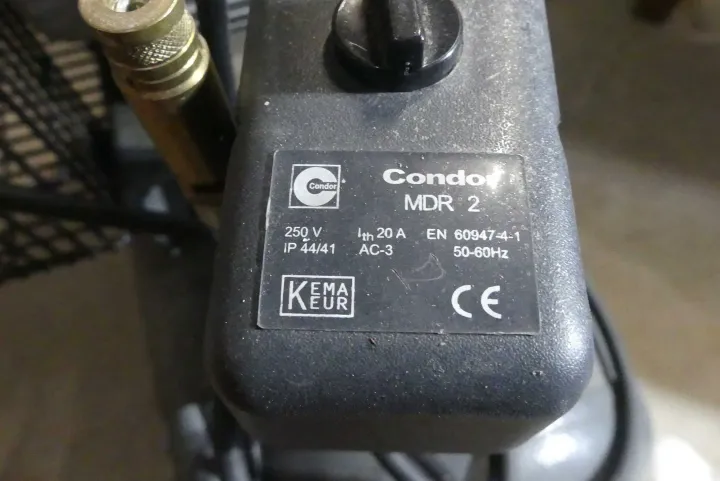 Condor
Condor
MDR 2
250 V Ith 20 A EN 60947-4-1
IP 44/41 AC-3 50-60Hz
KEMA
KEUR
CE